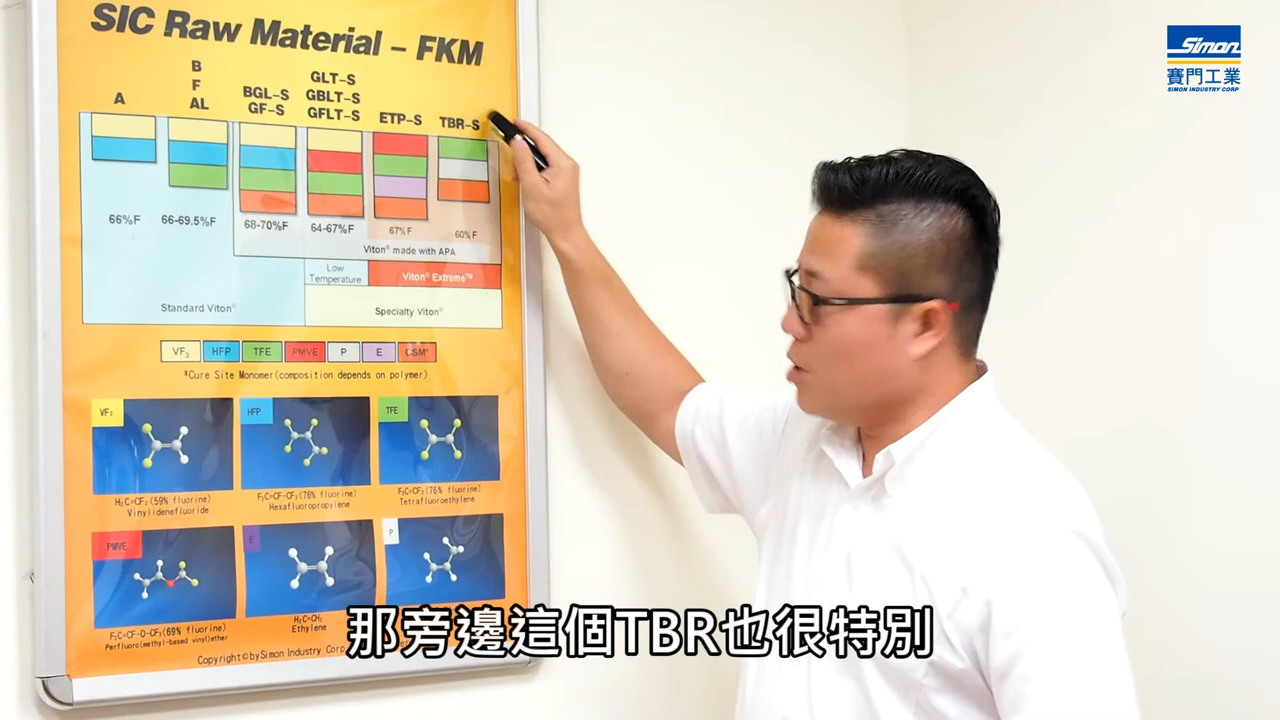 SIC Raw Material - FKM
A
B
F
AL
BGL-S
GF-S
GLT-S
GBLT-S
GFLT-S
ETP-S
TBR-S
66%F
66-69.5%F
68-70%F
64-67%F
67%F
60%F
Viton® made with APA
Low
Temperature
Viton® Extreme™
Standard Viton®
Specialty Viton®
VF₂
HFP
TFE
PMVE
P
E
CSM*
*Cure Site Monomer(composition depends on polymer)
VF₂
HFP
TFE
H₂C=CF₂(59% fluorine)
Vinylidenefluoride
F₂C=CF-CF₃(76% fluorine)
Hexafluoropropylene
F₂C=CF₂(76% fluorine)
Tetrafluoroethylene
PMVE
E
P
F₂C=CF-O-CF₃(69% fluorine)
Perfluoro(methyl-based vinyl)ether
H₂C=CH₂
Ethylene
Copyright©bySimon Industry Corp
Simon
賽門工業
SIMON INDUSTRY CORP
那旁邊這個TBR也很特別